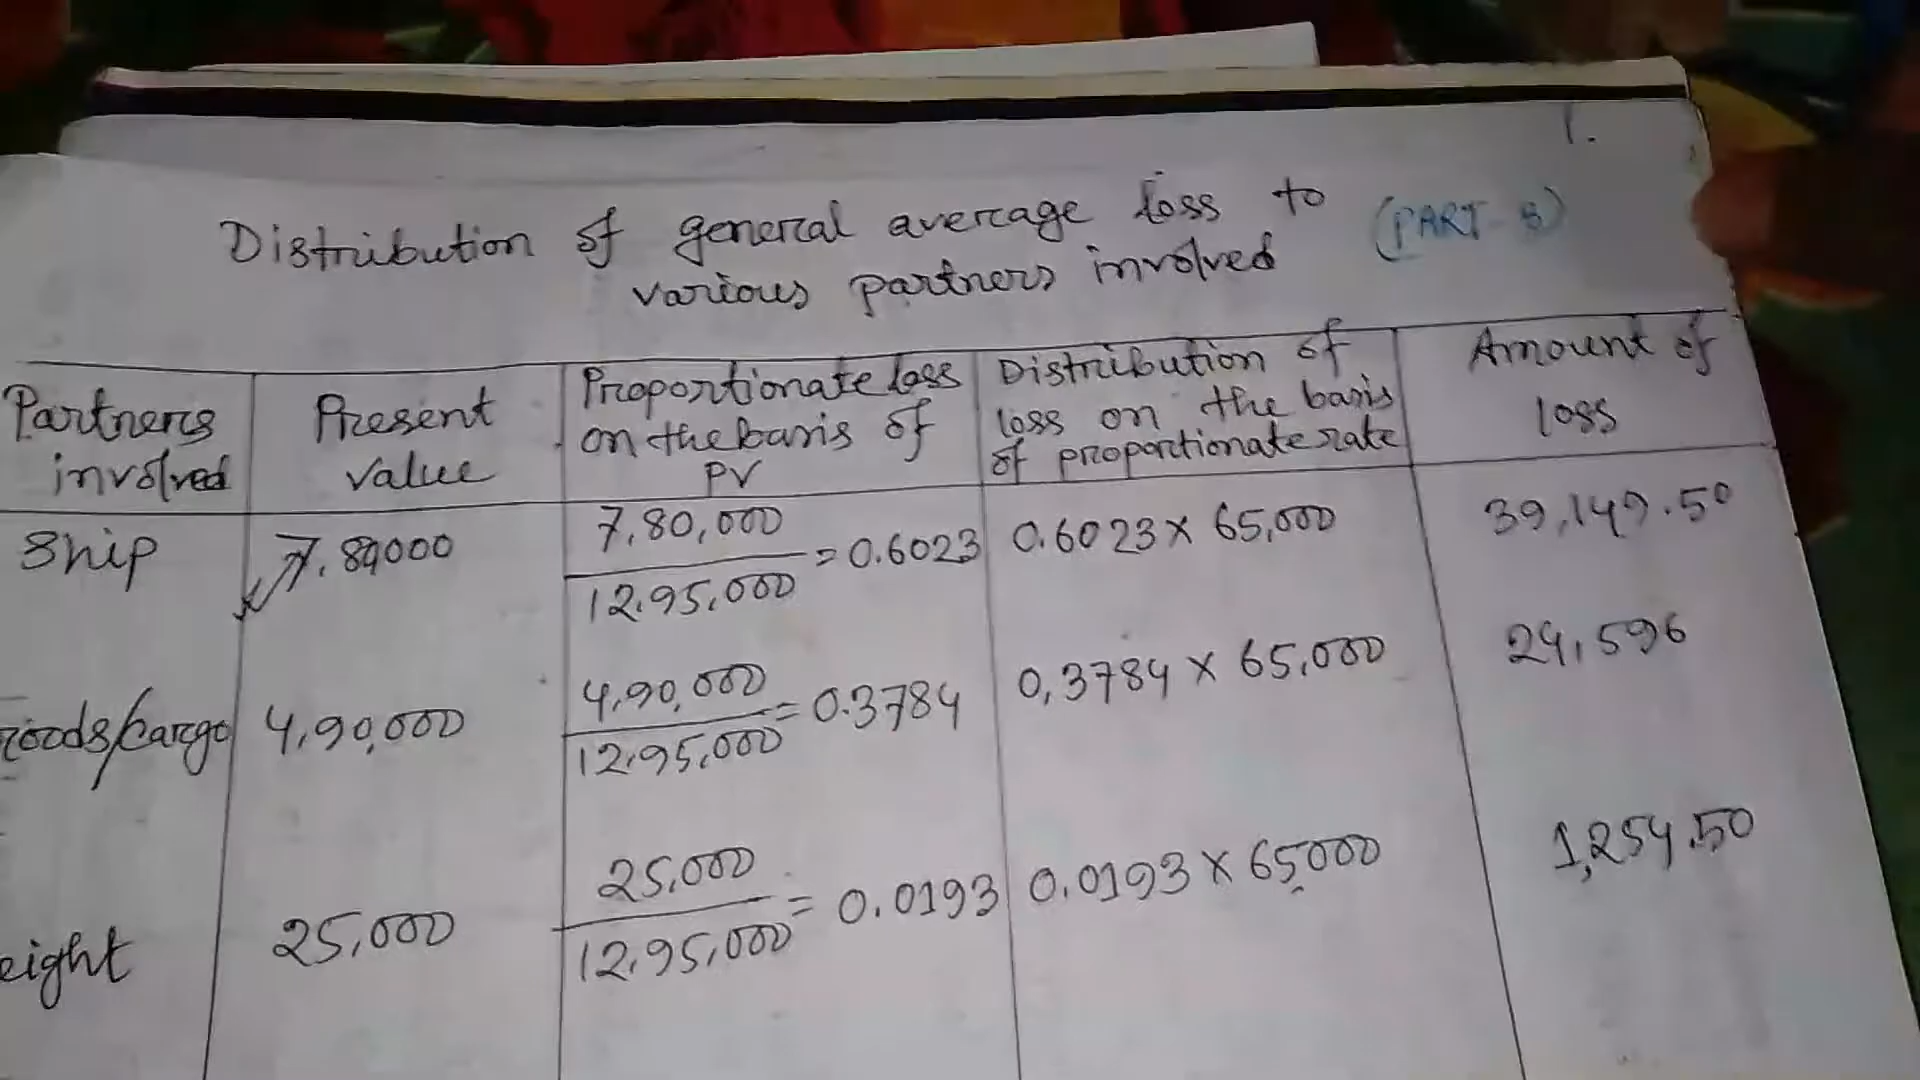 1.
Distribution of general average loss to (PART-3)
various partners involved
Partners involved | Present value | Proportionate loss on the basis of PV | Distribution of loss on the basis of proportionate rate | Amount of loss
Ship | 7,80,000 | 7,80,000 / 12,95,000 = 0.6023 | 0.6023 x 65,000 | 39,149.50
oods/cargo | 4,90,000 | 4,90,000 / 12,95,000 = 0.3784 | 0.3784 x 65,000 | 24,596
eight | 25,000 | 25,000 / 12,95,000 = 0.0193 | 0.0193 x 65000 | 1,254.50